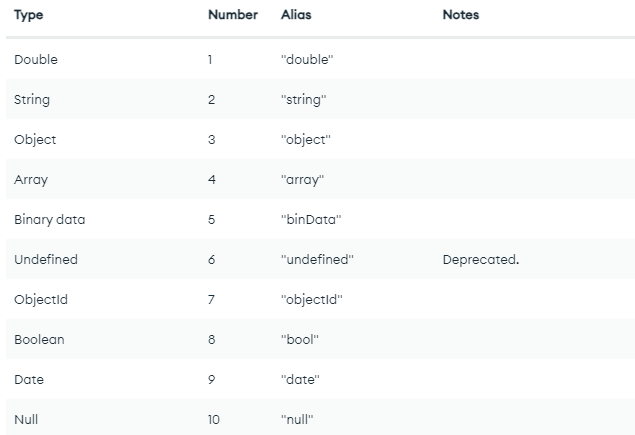 Type Number Alias Notes
Double 1 "double"
String 2 "string"
Object 3 "object"
Array 4 "array"
Binary data 5 "binData"
Undefined 6 "undefined" Deprecated.
ObjectId 7 "objectId"
Boolean 8 "bool"
Date 9 "date"
Null 10 "null"